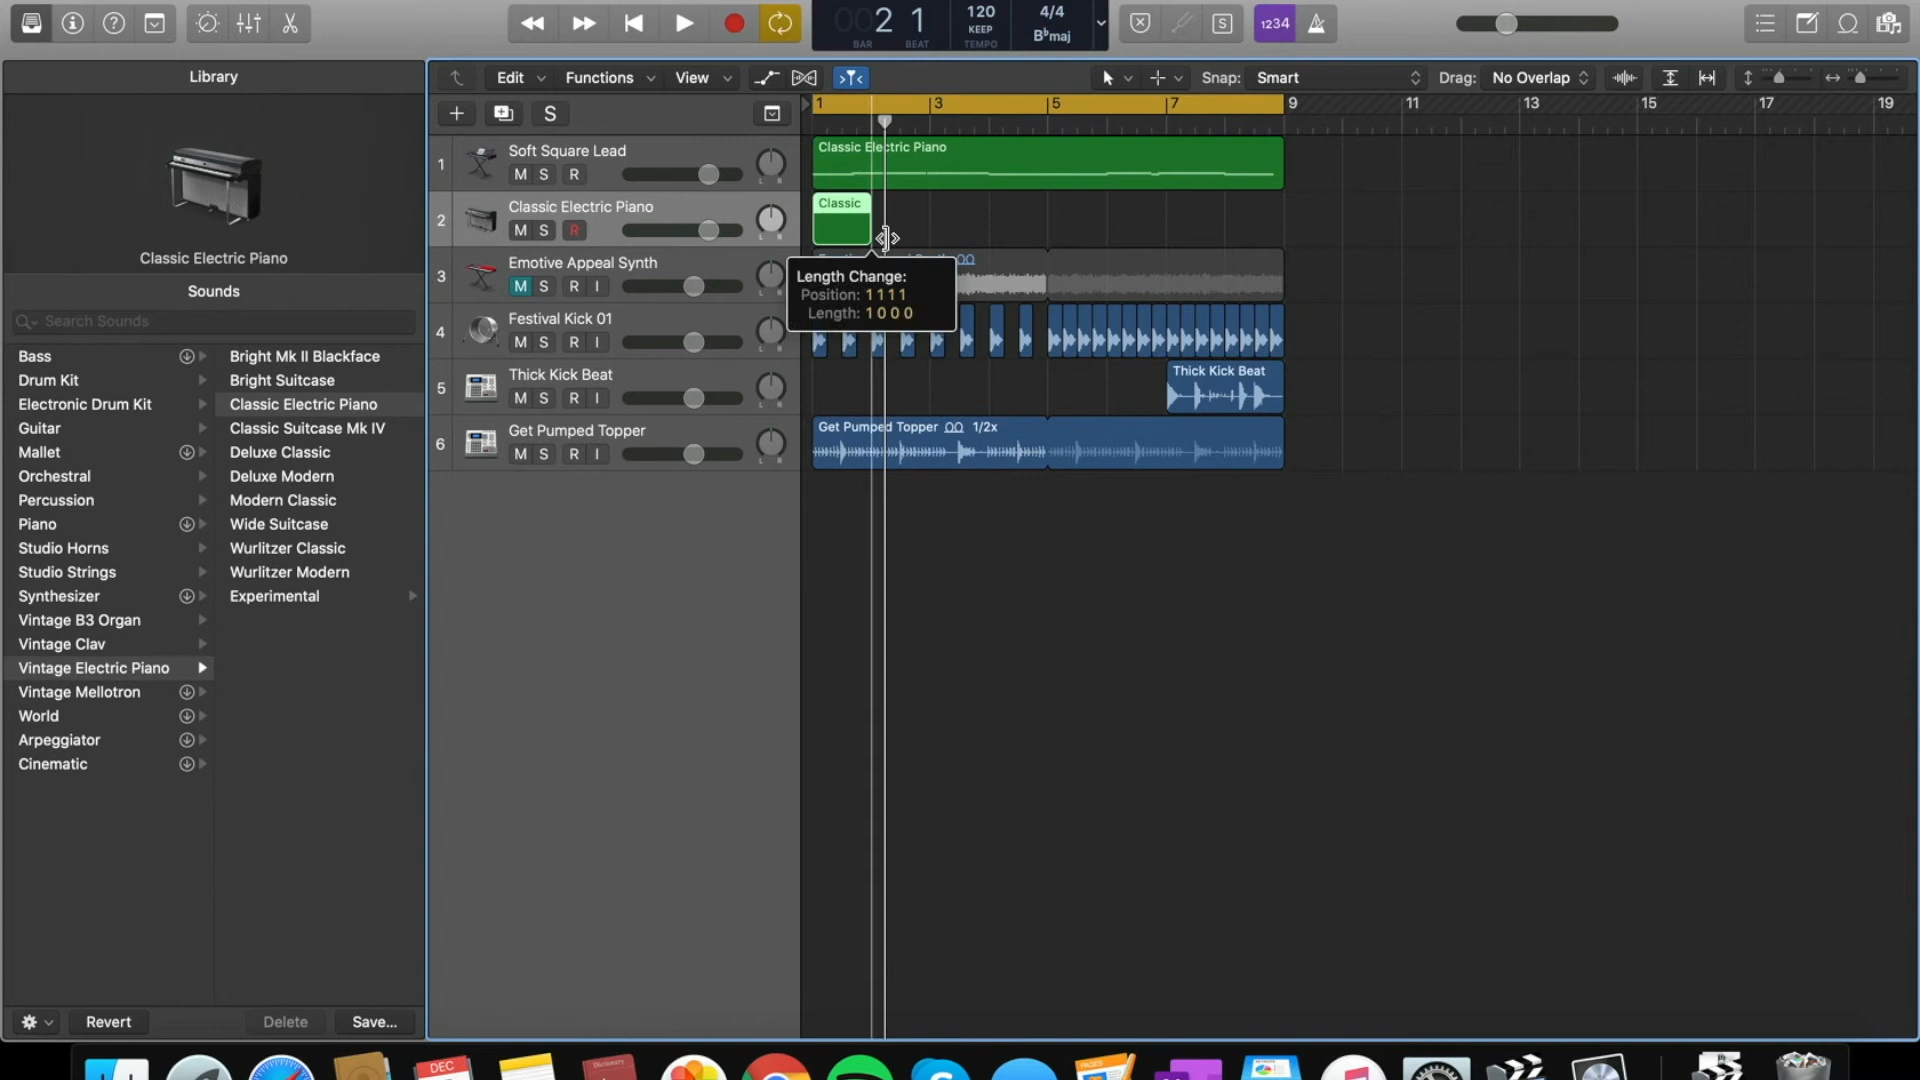 002 1
BAR BEAT
120
KEEP
TEMPO
4/4
B♭maj
1234
S
Library
Classic Electric Piano
Sounds
Search Sounds
Bass
Drum Kit
Electronic Drum Kit
Guitar
Mallet
Orchestral
Percussion
Piano
Studio Horns
Studio Strings
Synthesizer
Vintage B3 Organ
Vintage Clav
Vintage Electric Piano
Vintage Mellotron
World
Arpeggiator
Cinematic
Bright Mk II Blackface
Bright Suitcase
Classic Electric Piano
Classic Suitcase Mk IV
Deluxe Classic
Deluxe Modern
Modern Classic
Wide Suitcase
Wurlitzer Classic
Wurlitzer Modern
Experimental
Revert
Delete
Save...
Edit Functions View
Snap: Smart
Drag: No Overlap
S
1 3 5 7 9 11 13 15 17 19
1 Soft Square Lead
M S R
L R
Classic Electric Piano
2 Classic Electric Piano
M S R
L R
Classic
3 Emotive Appeal Synth
M S R I
L R
Length Change:
Position: 1 1 1 1
Length: 1 0 0 0
4 Festival Kick 01
M S R I
L R
5 Thick Kick Beat
M S R I
L R
Thick Kick Beat
6 Get Pumped Topper
M S R I
L R
Get Pumped Topper 1/2x
DEC
Dictionary
PAGES